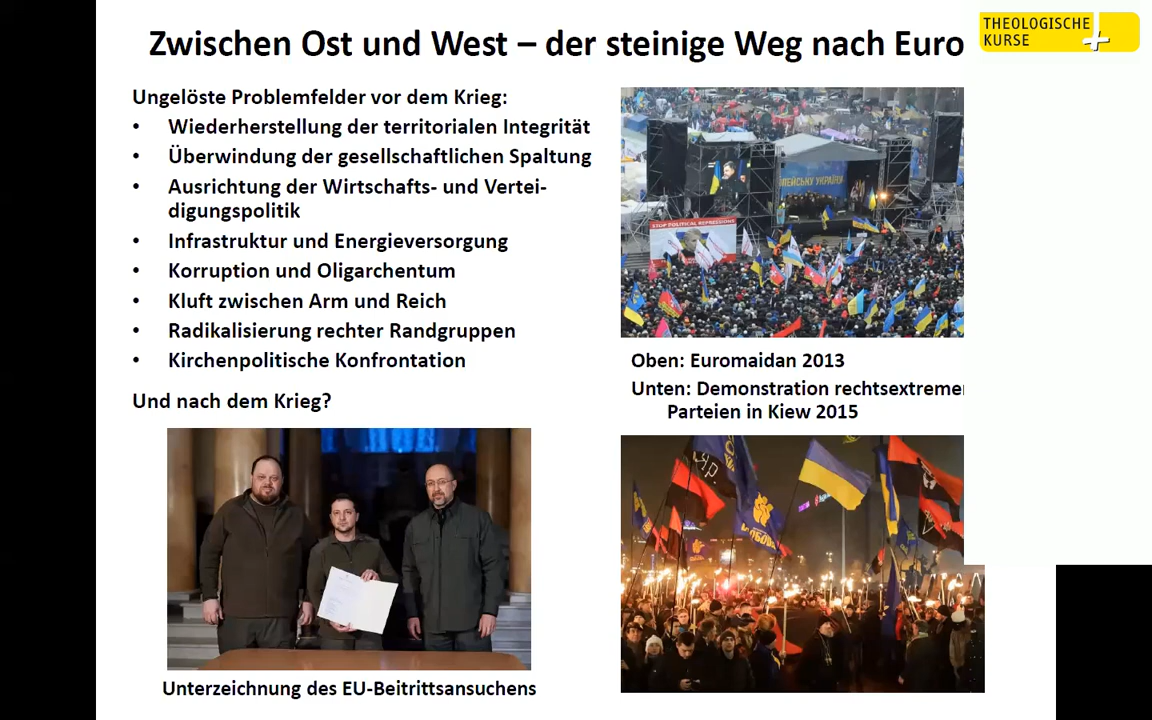 Zwischen Ost und West – der steinige Weg nach Euro
THEOLOGISCHE
KURSE
Ungelöste Problemfelder vor dem Krieg:
• Wiederherstellung der territorialen Integrität
• Überwindung der gesellschaftlichen Spaltung
• Ausrichtung der Wirtschafts- und Vertei-
digungspolitik
• Infrastruktur und Energieversorgung
• Korruption und Oligarchentum
• Kluft zwischen Arm und Reich
• Radikalisierung rechter Randgruppen
• Kirchenpolitische Konfrontation
Und nach dem Krieg?
Unterzeichnung des EU-Beitrittsansuchens
STOP POLITICAL REPRESSIONS
Oben: Euromaidan 2013
Unten: Demonstration rechtsextremer
Parteien in Kiew 2015